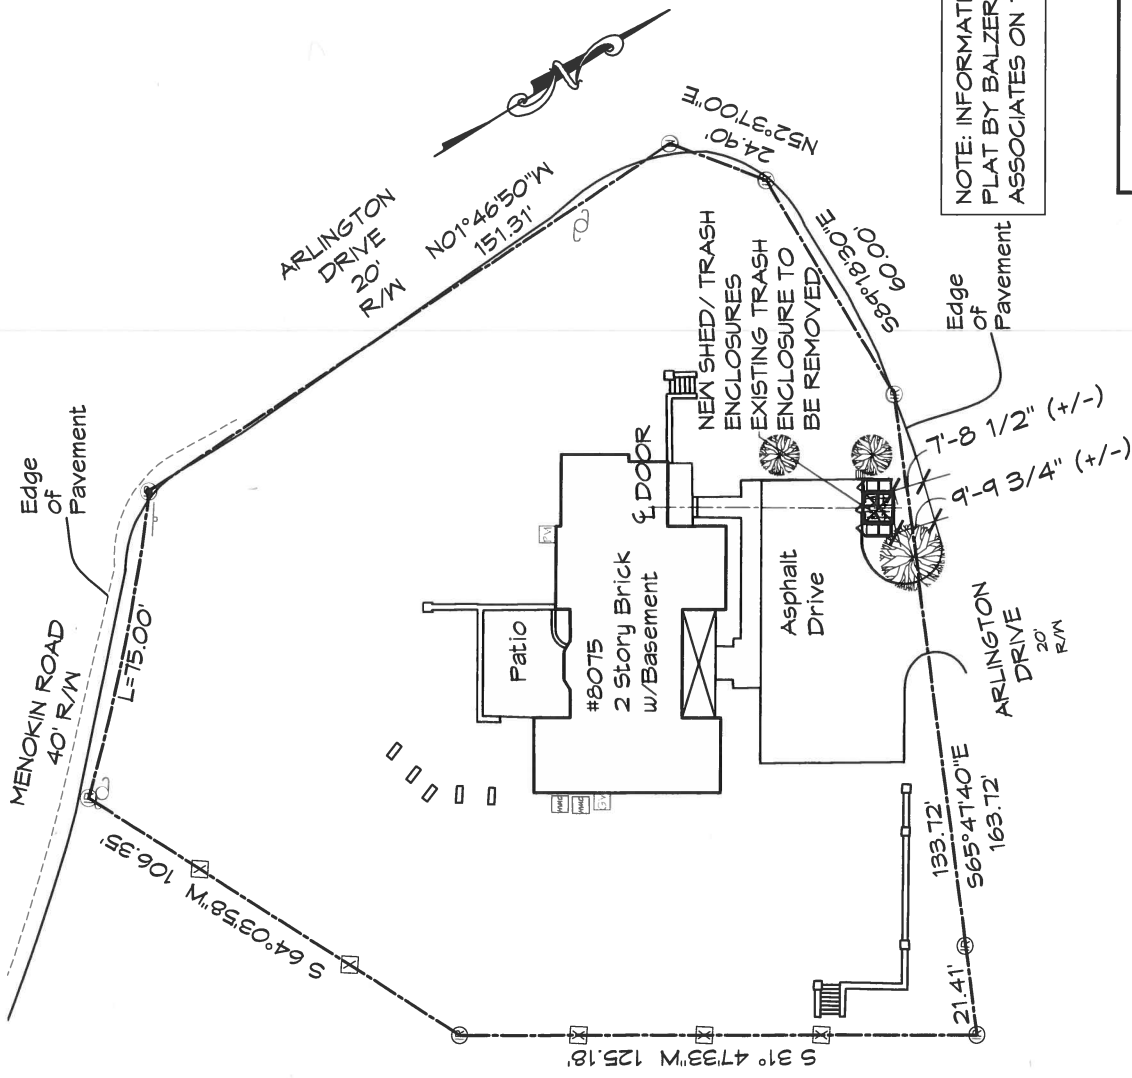 NOTE: INFORMATI
PLAT BY BALZER
ASSOCIATES ON
N
ARLINGTON
DRIVE
20'
R/W
N01°46'50"W
151.31'
N52°37'00"E
24.90'
S89°18'30"E
60.00'
Edge
of
Pavement
MENOKIN ROAD
40' R/W
L=75.00'
Edge
of
Pavement
NEW SHED/ TRASH
ENCLOSURES
EXISTING TRASH
ENCLOSURE TO
BE REMOVED
℄ DOOR
Patio
#8075
2 Story Brick
w/Basement
Asphalt
Drive
7'-8 1/2" (+/-)
9'-9 3/4" (+/-)
ARLINGTON
DRIVE
20'
R/W
S 64°03'58"W 106.35'
S 31° 47'33"W 125.18'
133.72'
S65°47'40"E
163.72'
21.41'